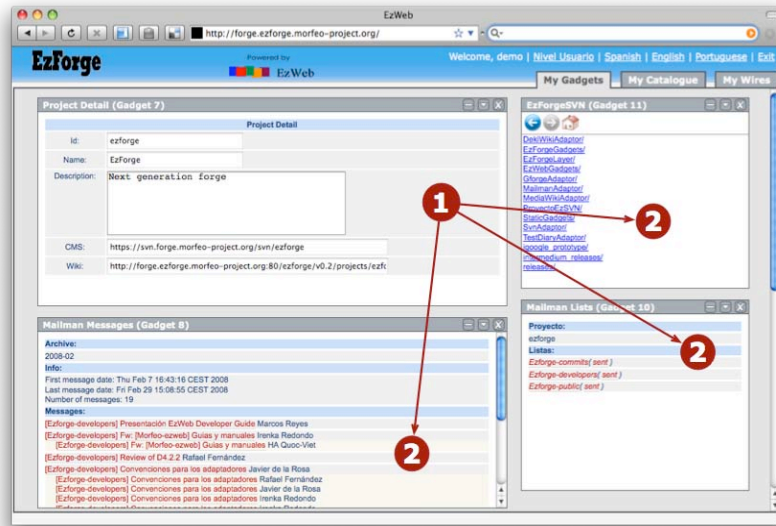 EzWeb
http://forge.ezforge.morfeo-project.org/
Q-
EzForge
Powered by
EzWeb
Welcome, demo | Nivel Usuario | Spanish | English | Portuguese | Exit
My Gadgets
My Catalogue
My Wires
Project Detail (Gadget 7)
Project Detail
Id:
ezforge
Name:
EzForge
Description:
Next generation forge
CMS:
https://svn.forge.morfeo-project.org/svn/ezforge
Wiki:
http://forge.ezforge.morfeo-project.org:80/ezforge/v0.2/projects/ezf
EzForgeSVN (Gadget 11)
DekiWikiAdaptor/
EzForgeGadgets/
EzForgeLayer/
EzWebGadgets/
GforgeAdaptor/
MailmanAdaptor/
MediaWikiAdaptor/
ProyectoEzSVN/
StaticGadgets/
SvnAdaptor/
TestDiaryAdaptor/
igoogle_prototype/
intermedium_releases/
releases/
1
2
Mailman Messages (Gadget 8)
Archive:
2008-02
Info:
First message date: Thu Feb 7 16:43:16 CEST 2008
Last message date: Fri Feb 29 15:08:55 CEST 2008
Number of messages: 19
Messages:
[Ezforge-developers] Presentación EzWeb Developer Guide Marcos Reyes
[Ezforge-developers] Fw: [Morfeo-ezweb] Guias y manuales Irenka Redondo
[Ezforge-developers] Fw: [Morfeo-ezweb] Guias y manuales HA Quoc-Viet
[Ezforge-developers] Review of D4.2.2 Rafael Fernández
[Ezforge-developers] Convenciones para los adaptadores Javier de la Rosa
[Ezforge-developers] Convenciones para los adaptadores Rafael Fernández
[Ezforge-developers] Convenciones para los adaptadores Javier de la Rosa
[Ezforge-developers] Convenciones para los adaptadores Irenka Redondo
2
Mailman Lists (Gadget 10)
Proyecto:
ezforge
Listas:
Ezforge-commits( sent )
Ezforge-developers( sent )
Ezforge-public( sent )
2